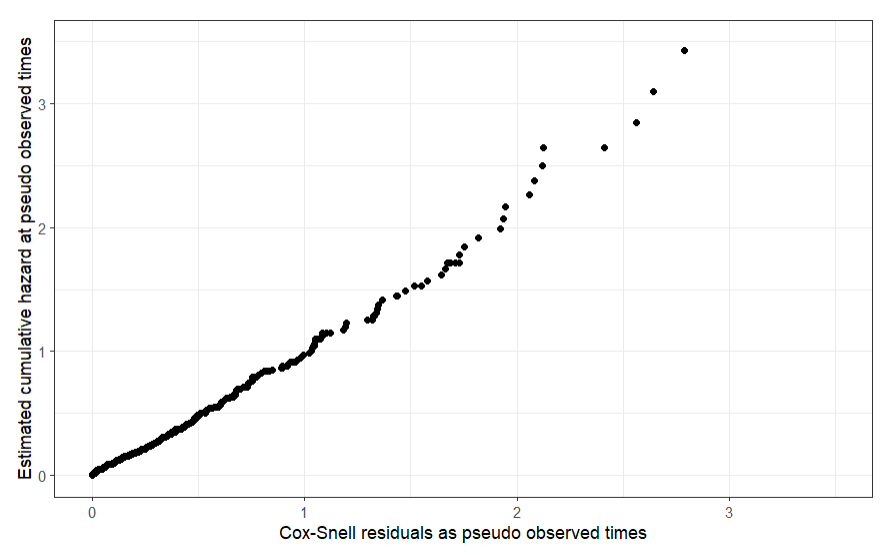 Estimated cumulative hazard at pseudo observed times
3
2
1
0
0 1 2 3
Cox-Snell residuals as pseudo observed times